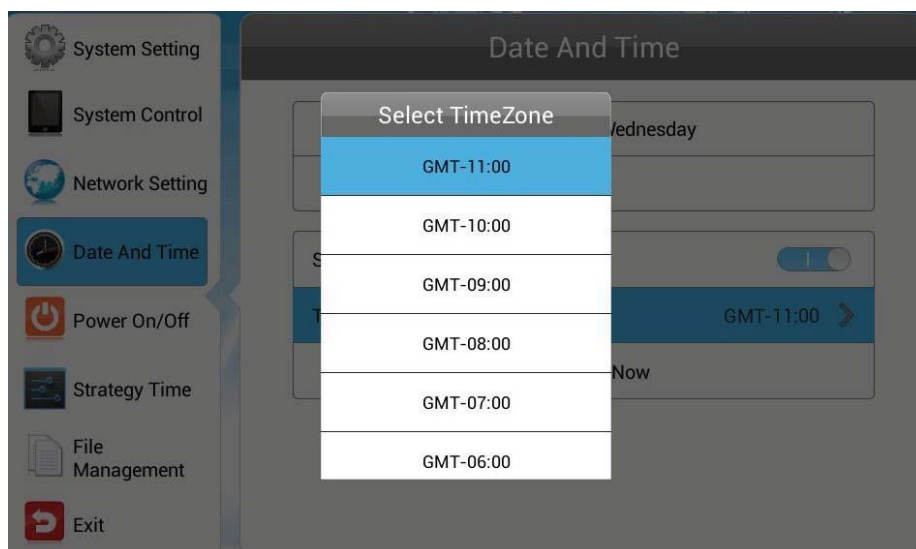 System Setting
System Control
Network Setting
Date And Time
Power On/Off
Strategy Time
File
Management
Exit
Date And Time
Select TimeZone
GMT-11:00
GMT-10:00
GMT-09:00
GMT-08:00
GMT-07:00
GMT-06:00
Wednesday
S
T
GMT-11:00
Now